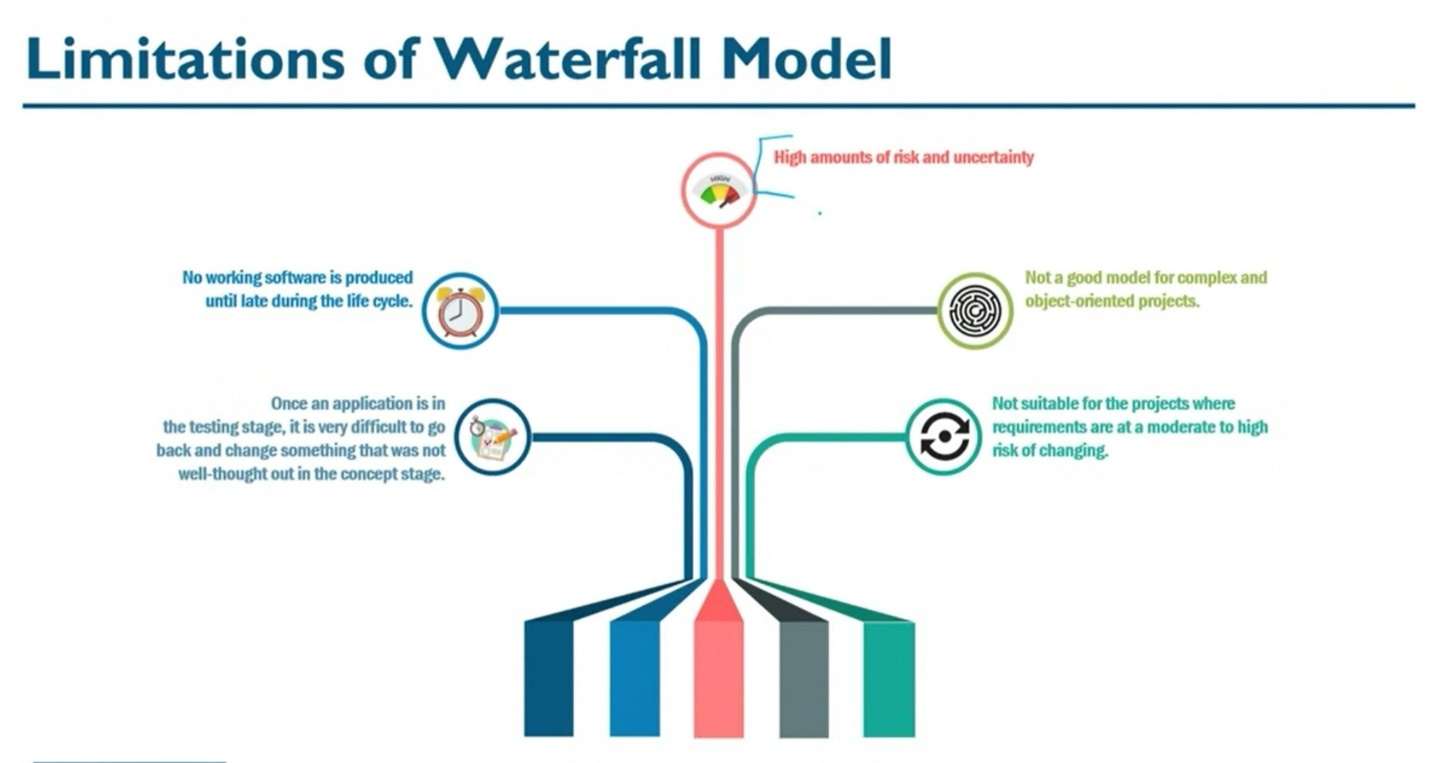 Limitations of Waterfall Model
High amounts of risk and uncertainty
HIGH
No working software is produced
until late during the life cycle.
Not a good model for complex and
object-oriented projects.
Once an application is in
the testing stage, it is very difficult to go
back and change something that was not
well-thought out in the concept stage.
Not suitable for the projects where
requirements are at a moderate to high
risk of changing.